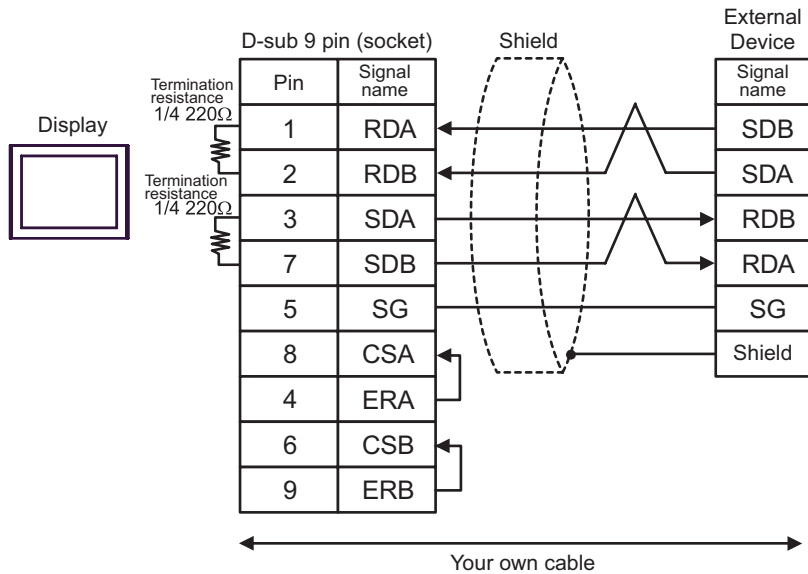 External
Device
D-sub 9 pin (socket)
Shield
Display
Termination
resistance
1/4 220Ω
Termination
resistance
1/4 220Ω
Pin
Signal
name
Signal
name
1
RDA
SDB
2
RDB
SDA
3
SDA
RDB
7
SDB
RDA
5
SG
SG
8
CSA
Shield
4
ERA
6
CSB
9
ERB
Your own cable